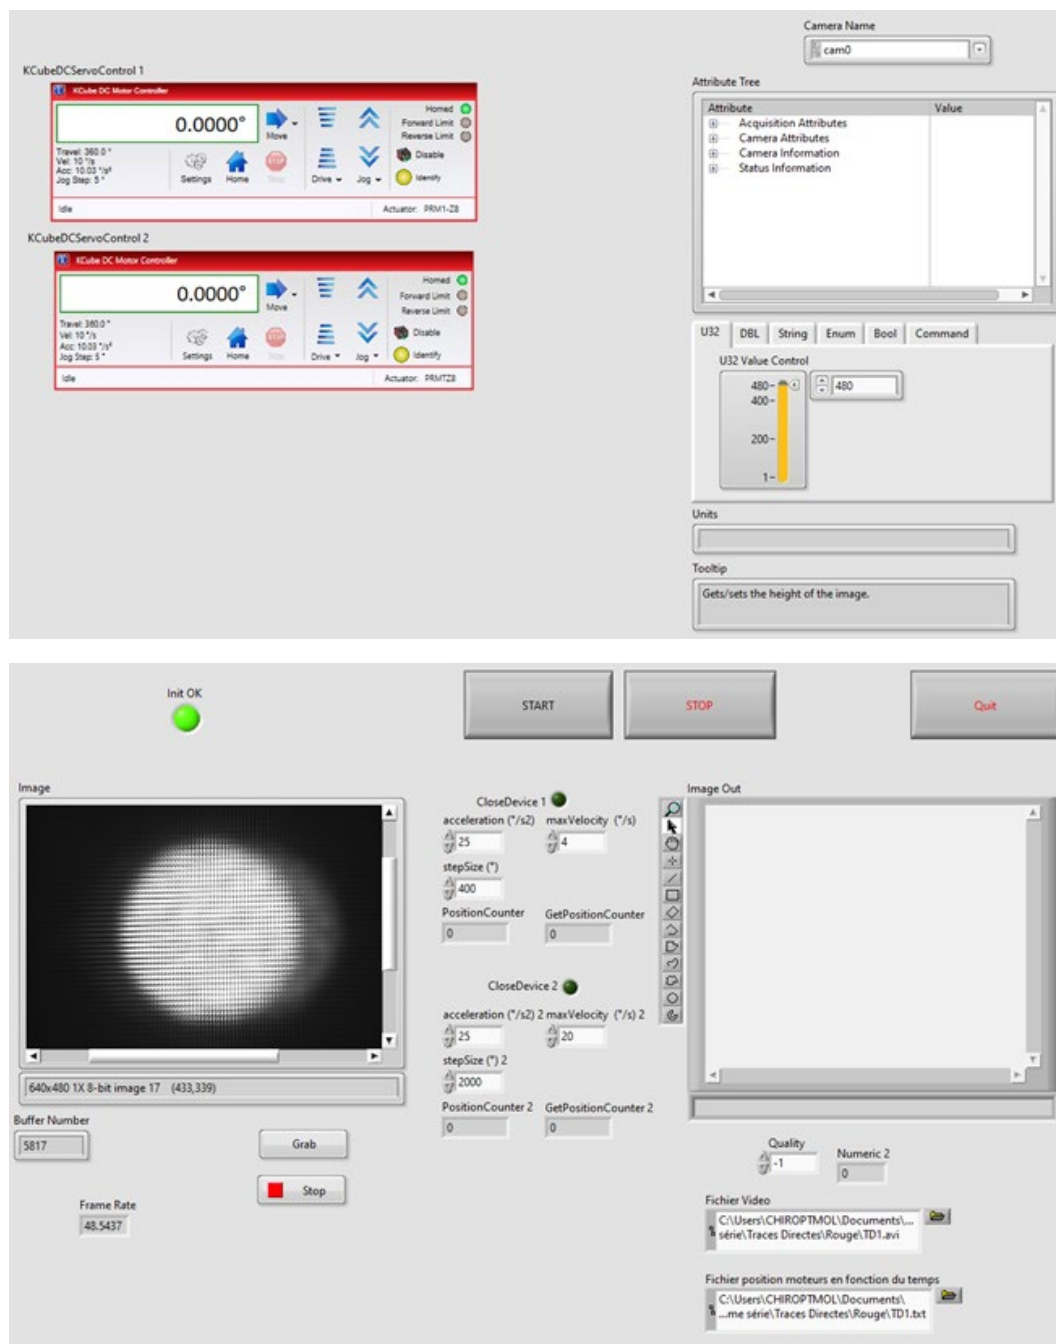 Camera Name
cam0
KCubeDCServoControl 1
KCube DC Motor Controller
0.0000°
Move
Homed
Forward Limit
Reverse Limit
Travel: 360.0 °
Vel: 10 °/s
Acc: 10.03 °/s²
Jog Step: 5 °
Settings
Home
Stop
Drive
Jog
Disable
Identify
Idle
Actuator: PRM1-Z8
KCubeDCServoControl 2
KCube DC Motor Controller
0.0000°
Move
Homed
Forward Limit
Reverse Limit
Travel: 360.0 °
Vel: 10 °/s
Acc: 10.03 °/s²
Jog Step: 5 °
Settings
Home
Stop
Drive
Jog
Disable
Identify
Idle
Actuator: PRMTZ8
Attribute Tree
Attribute Value
Acquisition Attributes
Camera Attributes
Camera Information
Status Information
U32 DBL String Enum Bool Command
U32 Value Control
480
400
200
1
480
Units
Tooltip
Gets/sets the height of the image.
Init OK
START
STOP
Quit
Image
640x480 1X 8-bit image 17 (433,339)
Buffer Number
5817
Grab
Stop
Frame Rate
48.5437
CloseDevice 1
acceleration (°/s2) maxVelocity (°/s)
25 4
stepSize (°)
400
PositionCounter GetPositionCounter
0 0
CloseDevice 2
acceleration (°/s2) 2 maxVelocity (°/s) 2
25 20
stepSize (°) 2
2000
PositionCounter 2 GetPositionCounter 2
0 0
Image Out
Quality
-1
Numeric 2
0
Fichier Video
C:\Users\CHIROPTMOL\Documents\...
série\Traces Directes\Rouge\TD1.avi
Fichier position moteurs en fonction du temps
C:\Users\CHIROPTMOL\Documents\
...me série\Traces Directes\Rouge\TD1.txt